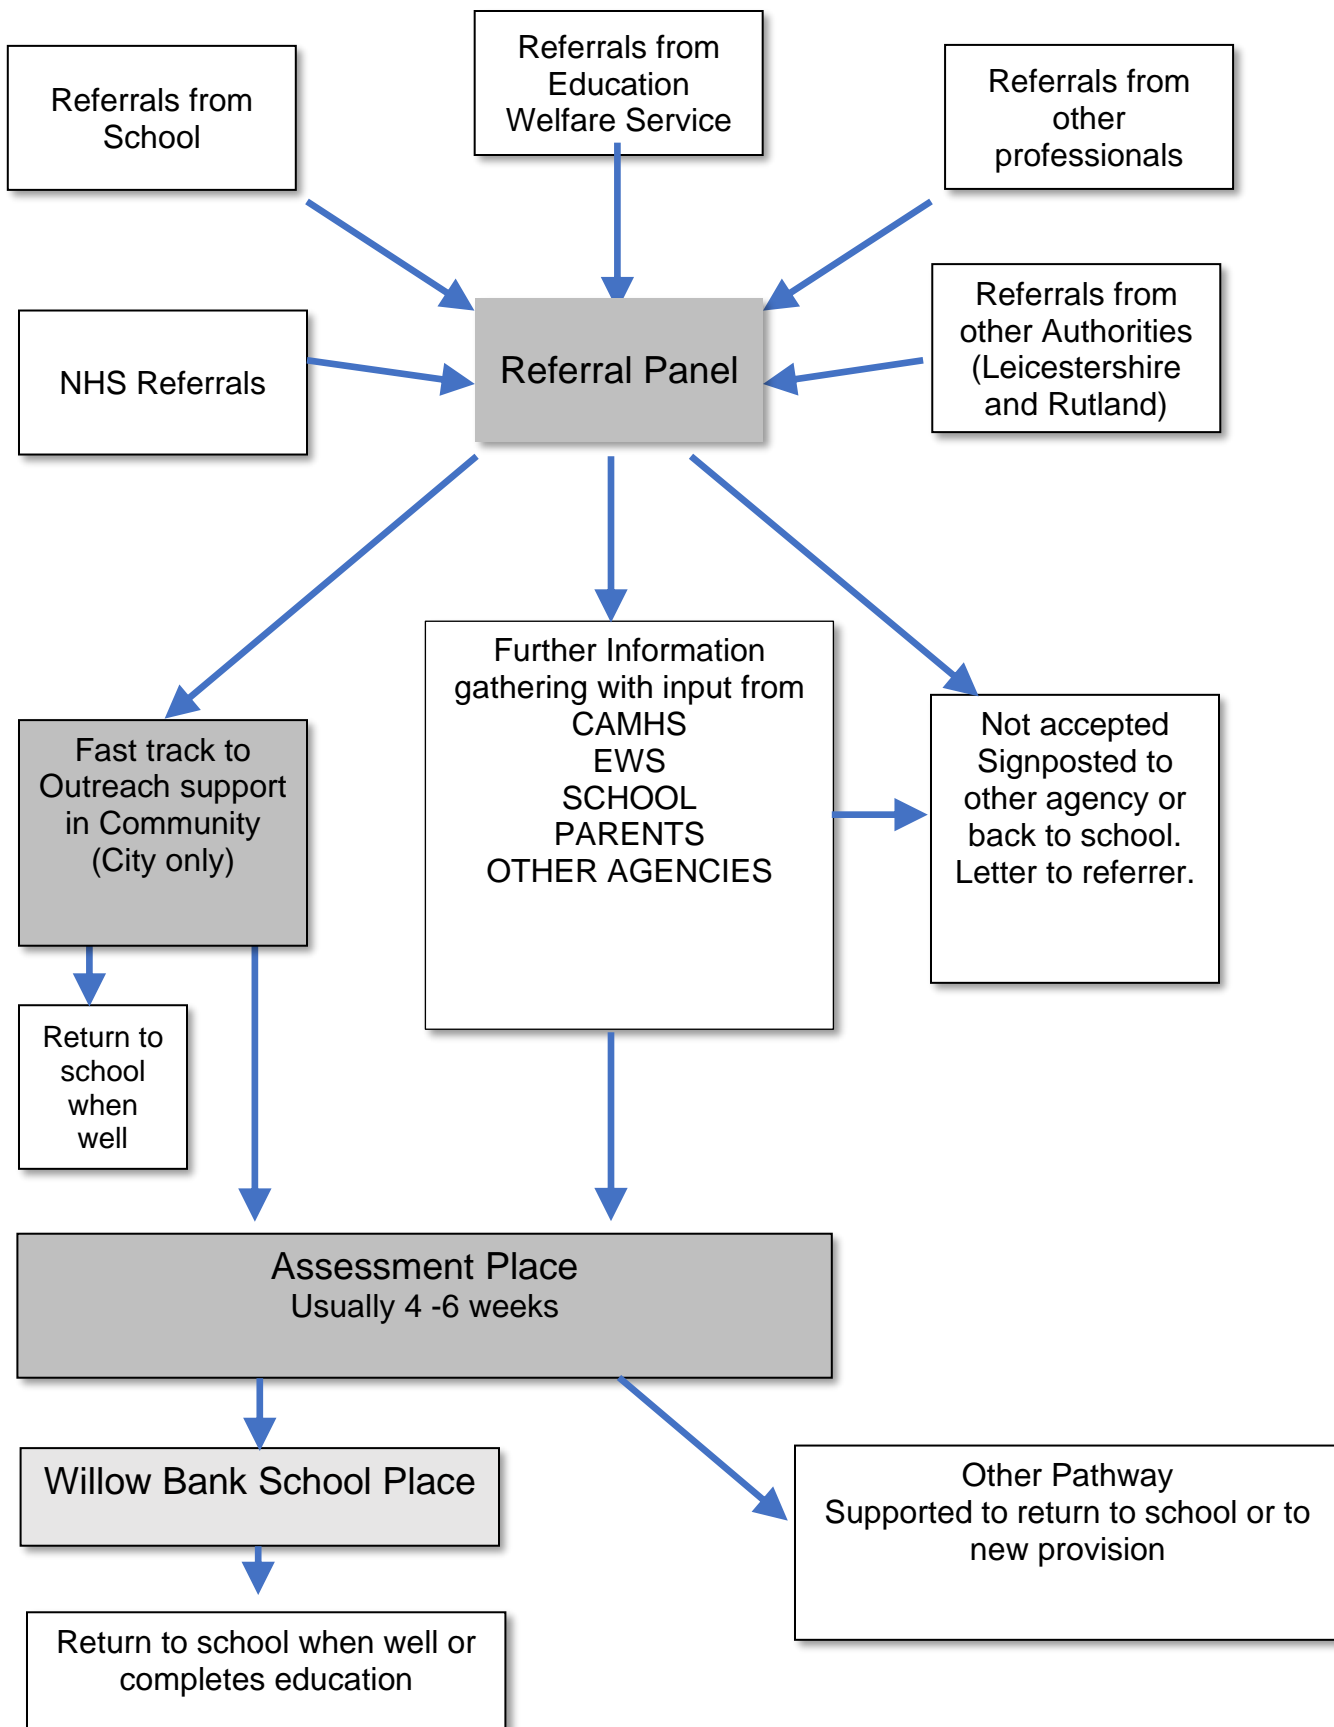 Referrals from
School
Referrals from
Education
Welfare Service
Referrals from
other
professionals
NHS Referrals
Referral Panel
Referrals from
other Authorities
(Leicestershire
and Rutland)
Fast track to
Outreach support
in Community
(City only)
Further Information
gathering with input from
CAMHS
EWS
SCHOOL
PARENTS
OTHER AGENCIES
Not accepted
Signposted to
other agency or
back to school.
Letter to referrer.
Return to
school
when
well
Assessment Place
Usually 4 -6 weeks
Willow Bank School Place
Other Pathway
Supported to return to school or to
new provision
Return to school when well or
completes education